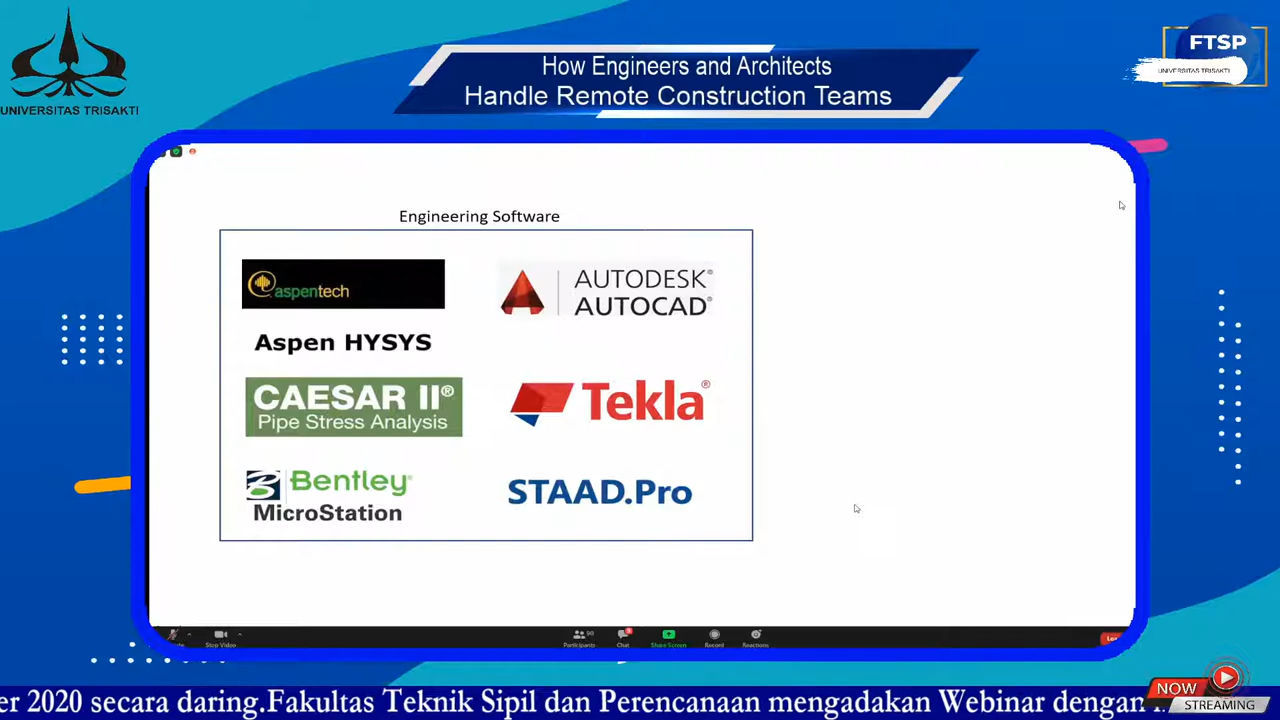 UNIVERSITAS TRISAKTI
How Engineers and Architects
Handle Remote Construction Teams
FTSP
UNIVERSITAS TRISAKTI
Engineering Software
aspentech
AUTODESK®
AUTOCAD®
Aspen HYSYS
CAESAR II®
Pipe Stress Analysis
Tekla®
Bentley®
MicroStation
STAAD.Pro
Stop Video
Participants
90
Chat
Share Screen
Record
Reactions
er 2020 secara daring.Fakultas Teknik Sipil dan Perencanaan mengadakan Webinar dengan
NOW
STREAMING